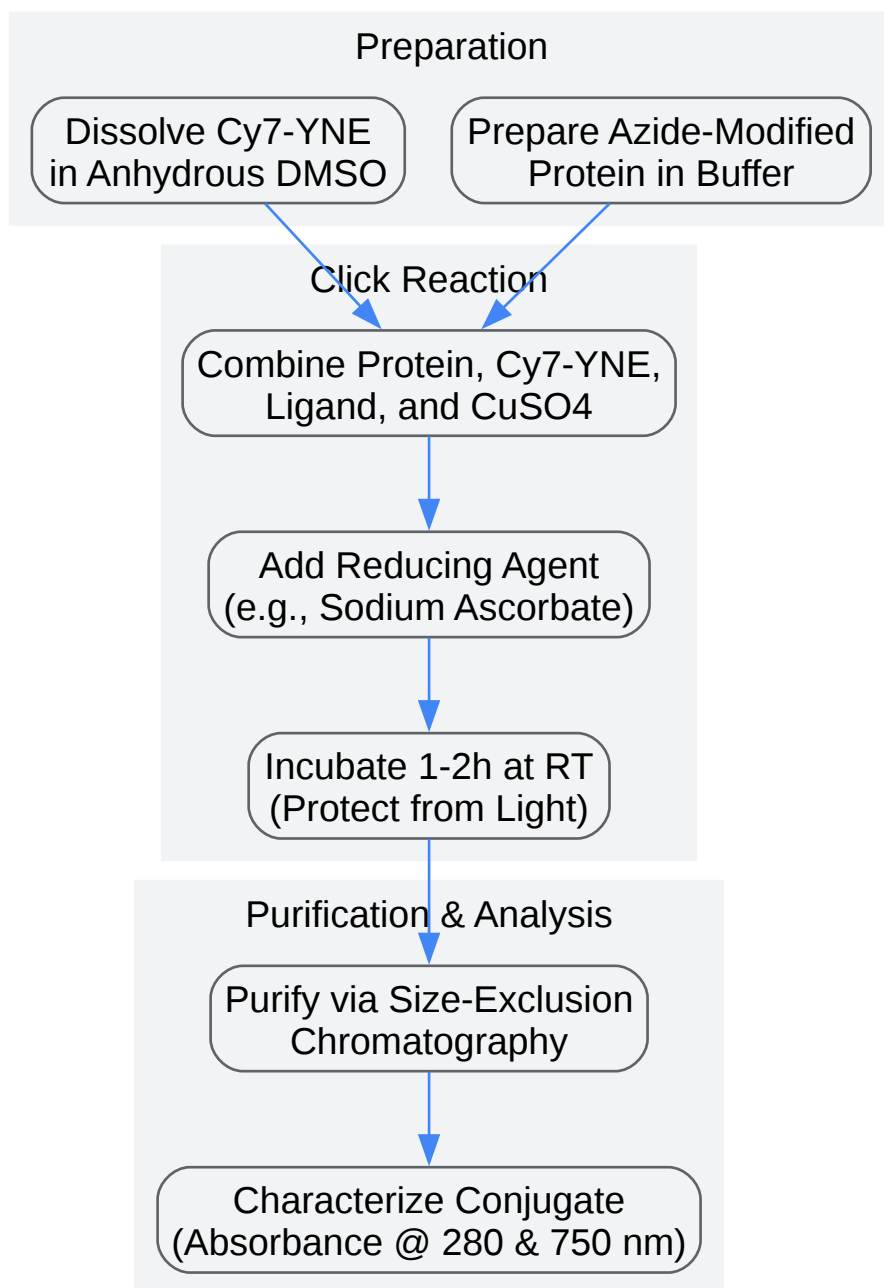 Preparation
Dissolve Cy7-YNE
in Anhydrous DMSO
Prepare Azide-Modified
Protein in Buffer
Click Reaction
Combine Protein, Cy7-YNE,
Ligand, and CuSO4
Add Reducing Agent
(e.g., Sodium Ascorbate)
Incubate 1-2h at RT
(Protect from Light)
Purification & Analysis
Purify via Size-Exclusion
Chromatography
Characterize Conjugate
(Absorbance @ 280 & 750 nm)